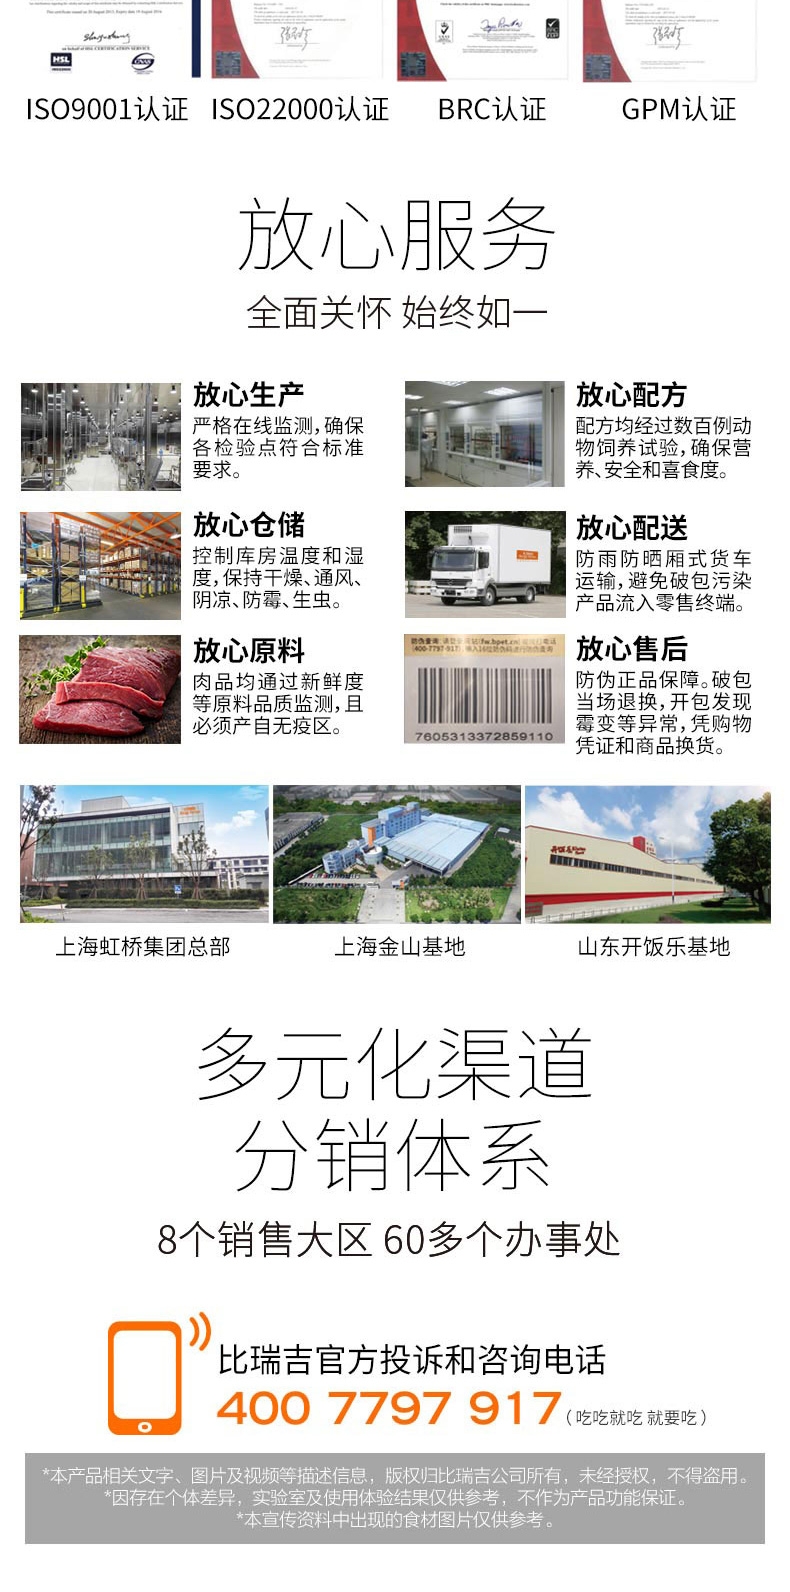 ISO9001认证 ISO22000认证 BRC认证 GPM认证
放心服务
全面关怀 始终如一
放心生产
严格在线监测,确保
各检验点符合标准
要求。
放心配方
配方均经过数百例动
物饲养试验,确保营
养、安全和喜食度。
放心仓储
控制库房温度和湿
度,保持干燥、通风、
阴凉、防霉、生虫。
放心配送
防雨防晒厢式货车
运输,避免破包污染
产品流入零售终端。
放心原料
肉品均通过新鲜度
等原料品质监测,且
必须产自无疫区。
7605313372859110
放心售后
防伪正品保障。破包
当场退换,开包发现
霉变等异常,凭购物
凭证和商品换货。
上海虹桥集团总部 上海金山基地 山东开饭乐基地
多元化渠道
分销体系
8个销售大区 60多个办事处
比瑞吉官方投诉和咨询电话
400 7797 917(吃吃就吃 就要吃)
*本产品相关文字、图片及视频等描述信息，版权归比瑞吉公司所有，未经授权，不得盗用。
*因存在个体差异，实验室及使用体验结果仅供参考，不作为产品功能保证。
*本宣传资料中出现的食材图片仅供参考。